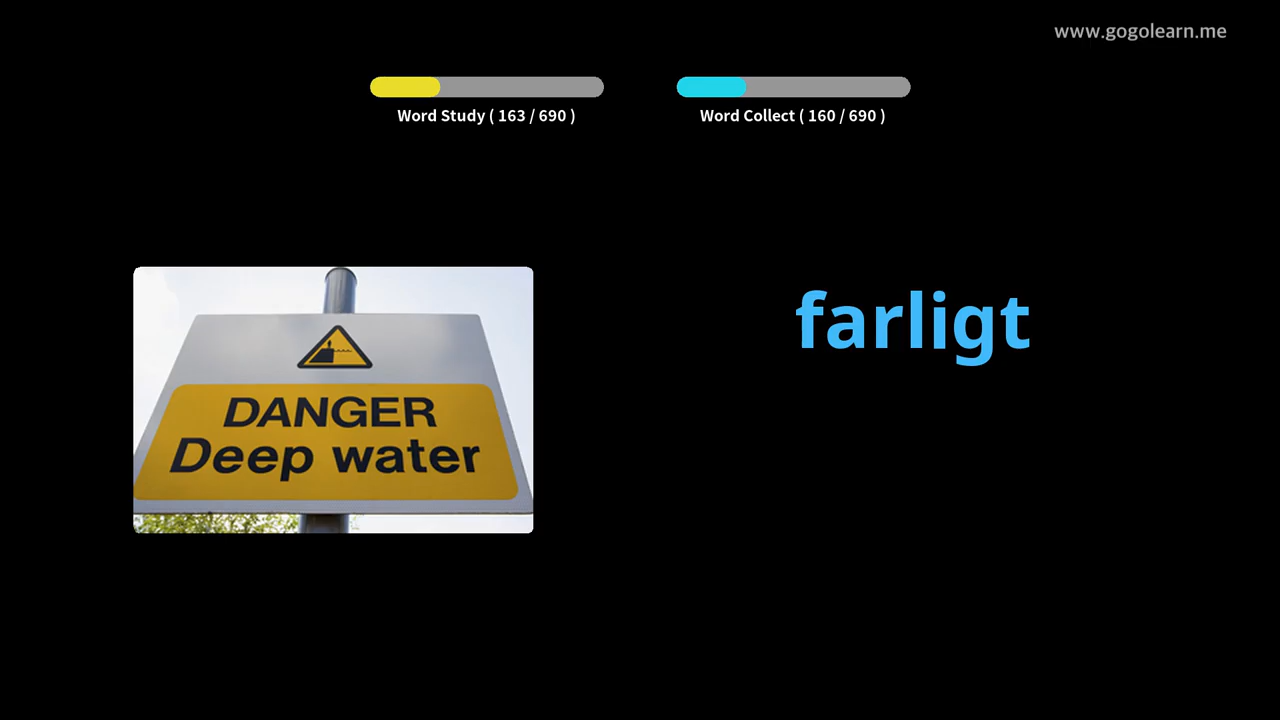 www.gogolearn.me
Word Study ( 163 / 690 )
Word Collect ( 160 / 690 )
farligt
DANGER
Deep water